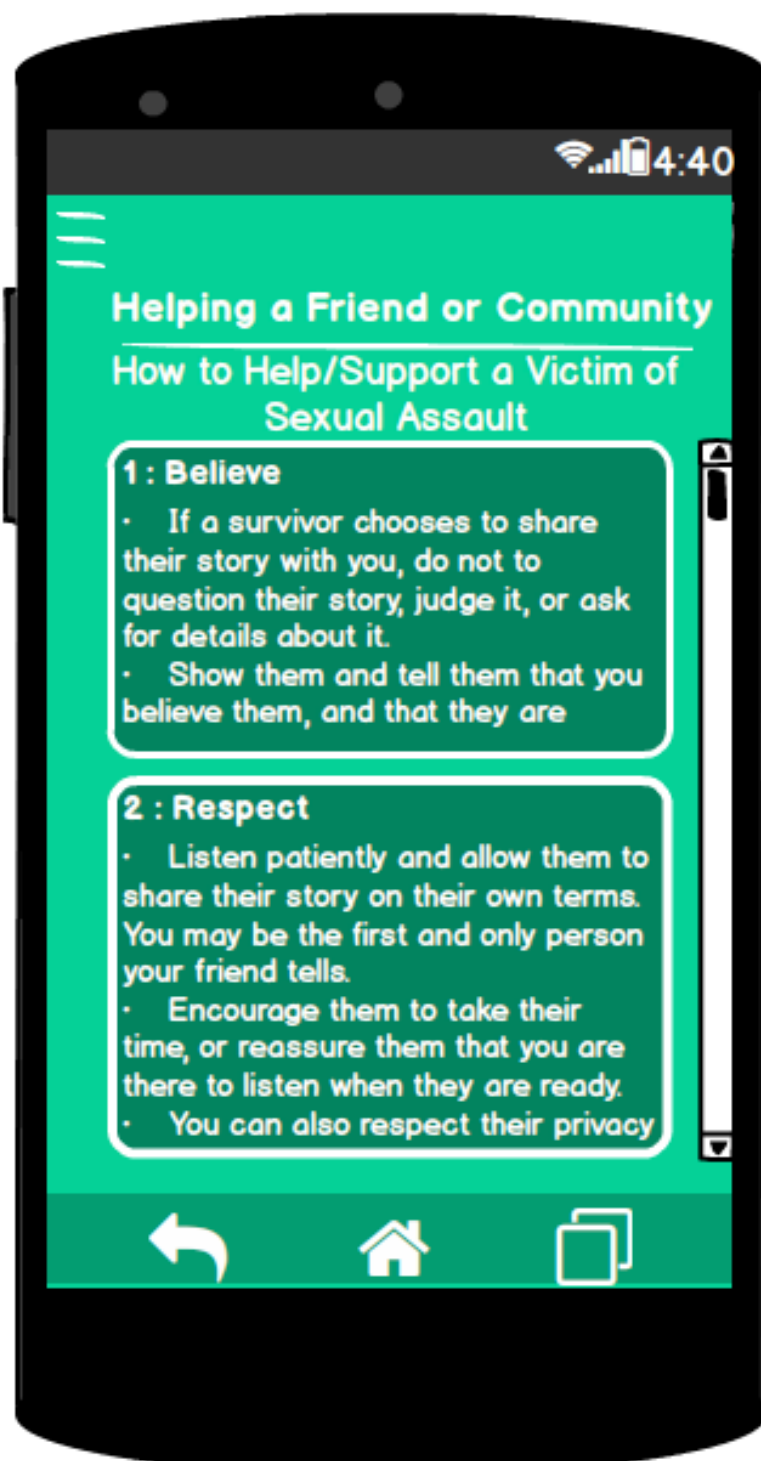 4:40
Helping a Friend or Community
How to Help/Support a Victim of
Sexual Assault
1 : Believe
· If a survivor chooses to share
their story with you, do not to
question their story, judge it, or ask
for details about it.
· Show them and tell them that you
believe them, and that they are
2 : Respect
· Listen patiently and allow them to
share their story on their own terms.
You may be the first and only person
your friend tells.
· Encourage them to take their
time, or reassure them that you are
there to listen when they are ready.
· You can also respect their privacy